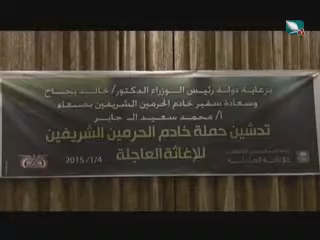 برعاية دولة رئيس الوزراء الدكتور/ خالد بحاح
وسعادة سفير خادم الحرمين الشريفين بصنعاء
أ/ محمد سعيد ال جابر
تدشين حملة خادم الحرمين الشريفين
للإغاثة العاجلة
2015/1/4